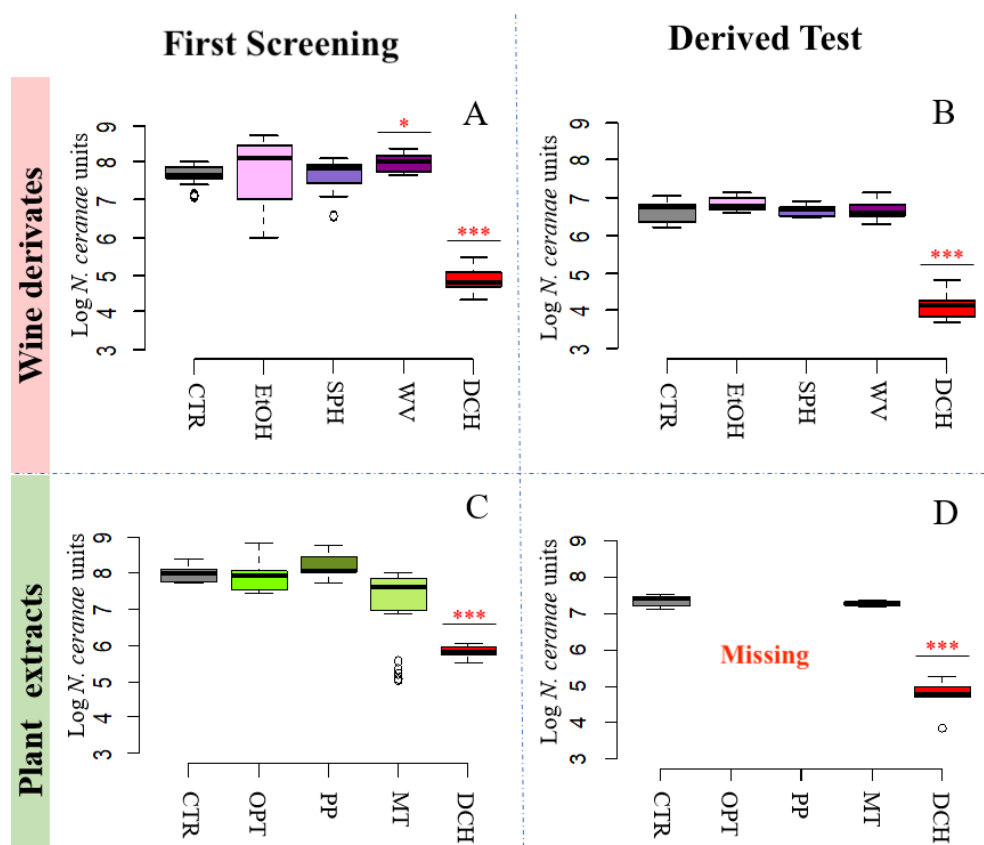 First Screening
Derived Test
Wine derivates
Plant extracts
A
Log N. ceranae units
9
8
7
6
5
4
3
*
***
CTR
EtOH
SPH
WV
DCH
B
Log N. ceranae units
9
8
7
6
5
4
3
***
CTR
EtOH
SPH
WV
DCH
C
Log N. ceranae units
9
8
7
6
5
4
3
***
CTR
OPT
PP
MT
DCH
D
Log N. ceranae units
9
8
7
6
5
4
3
Missing
***
CTR
OPT
PP
MT
DCH